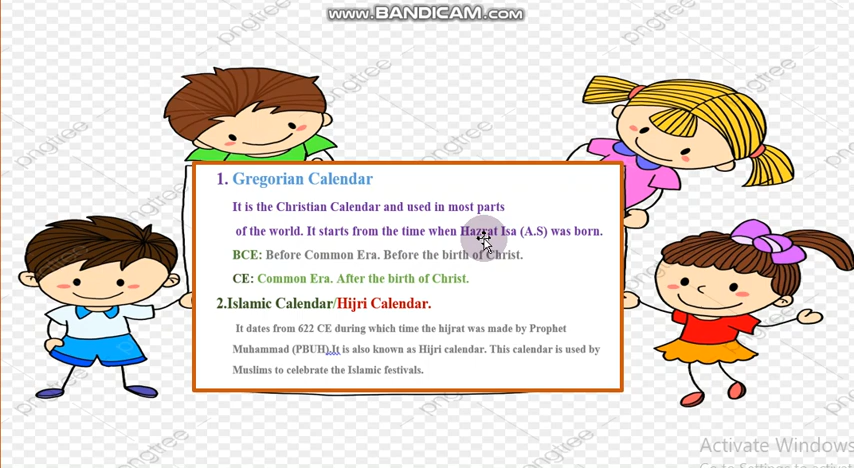 www.BANDICAM.com
1. Gregorian Calendar
It is the Christian Calendar and used in most parts
of the world. It starts from the time when Hazrat Isa (A.S) was born.
BCE: Before Common Era. Before the birth of Christ.
CE: Common Era. After the birth of Christ.
2.Islamic Calendar/Hijri Calendar.
It dates from 622 CE during which time the hijrat was made by Prophet
Muhammad (PBUH).It is also known as Hijri calendar. This calendar is used by
Muslims to celebrate the Islamic festivals.
pngtree
Activate Windows